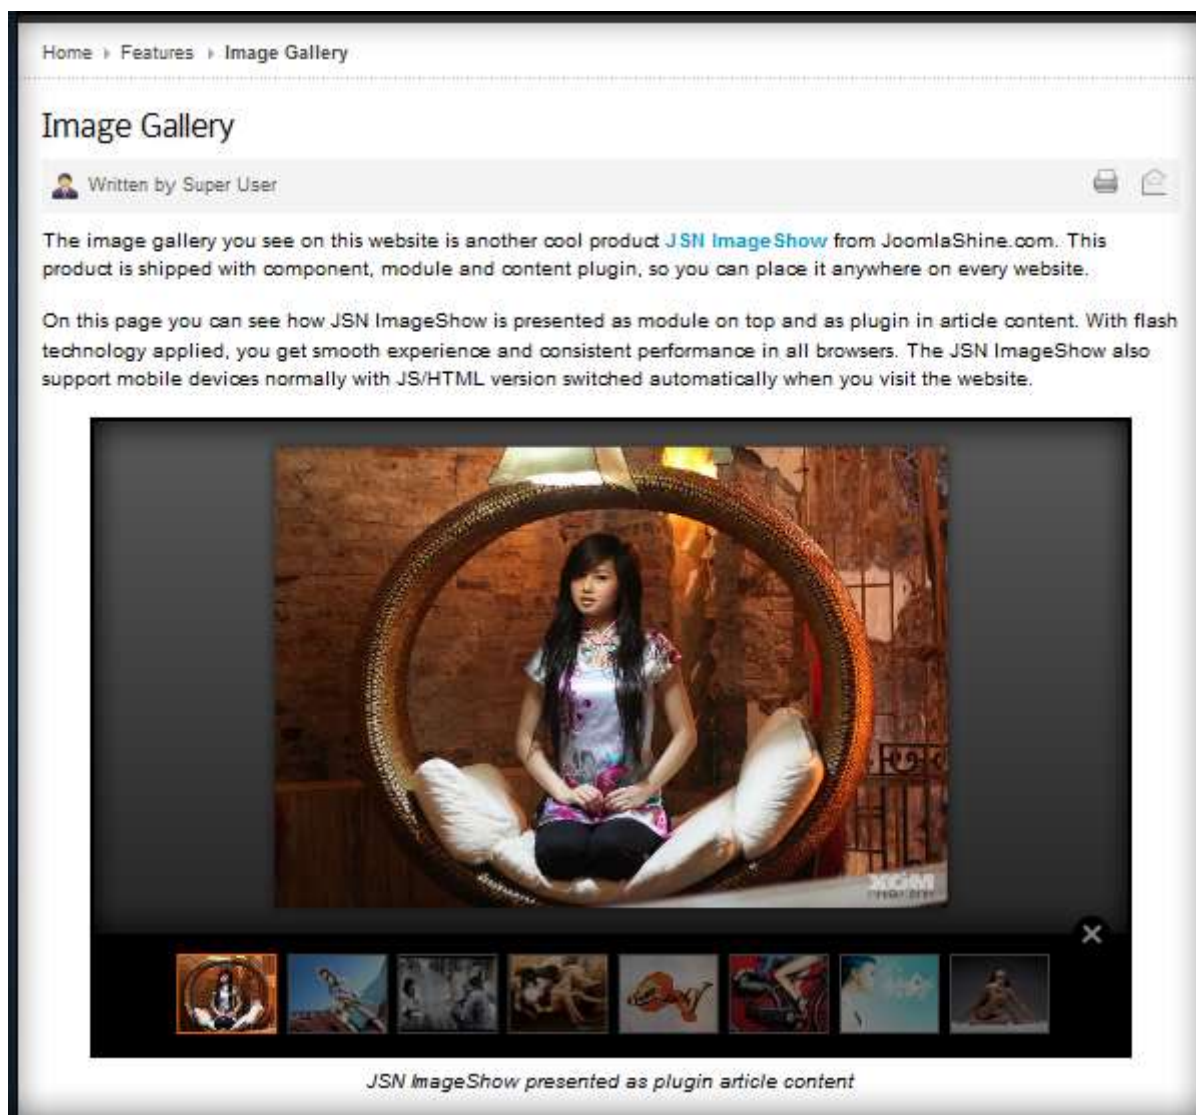 Home Features Image Gallery
Image Gallery
Written by Super User
The image gallery you see on this website is another cool product JSN ImageShow from JoomlaShine.com. This
product is shipped with component, module and content plugin, so you can place it anywhere on every website.
On this page you can see how JSN ImageShow is presented as module on top and as plugin in article content. With flash
technology applied, you get smooth experience and consistent performance in all browsers. The JSN ImageShow also
support mobile devices normally with JS/HTML version switched automatically when you visit the website.
JSN ImageShow presented as plugin article content